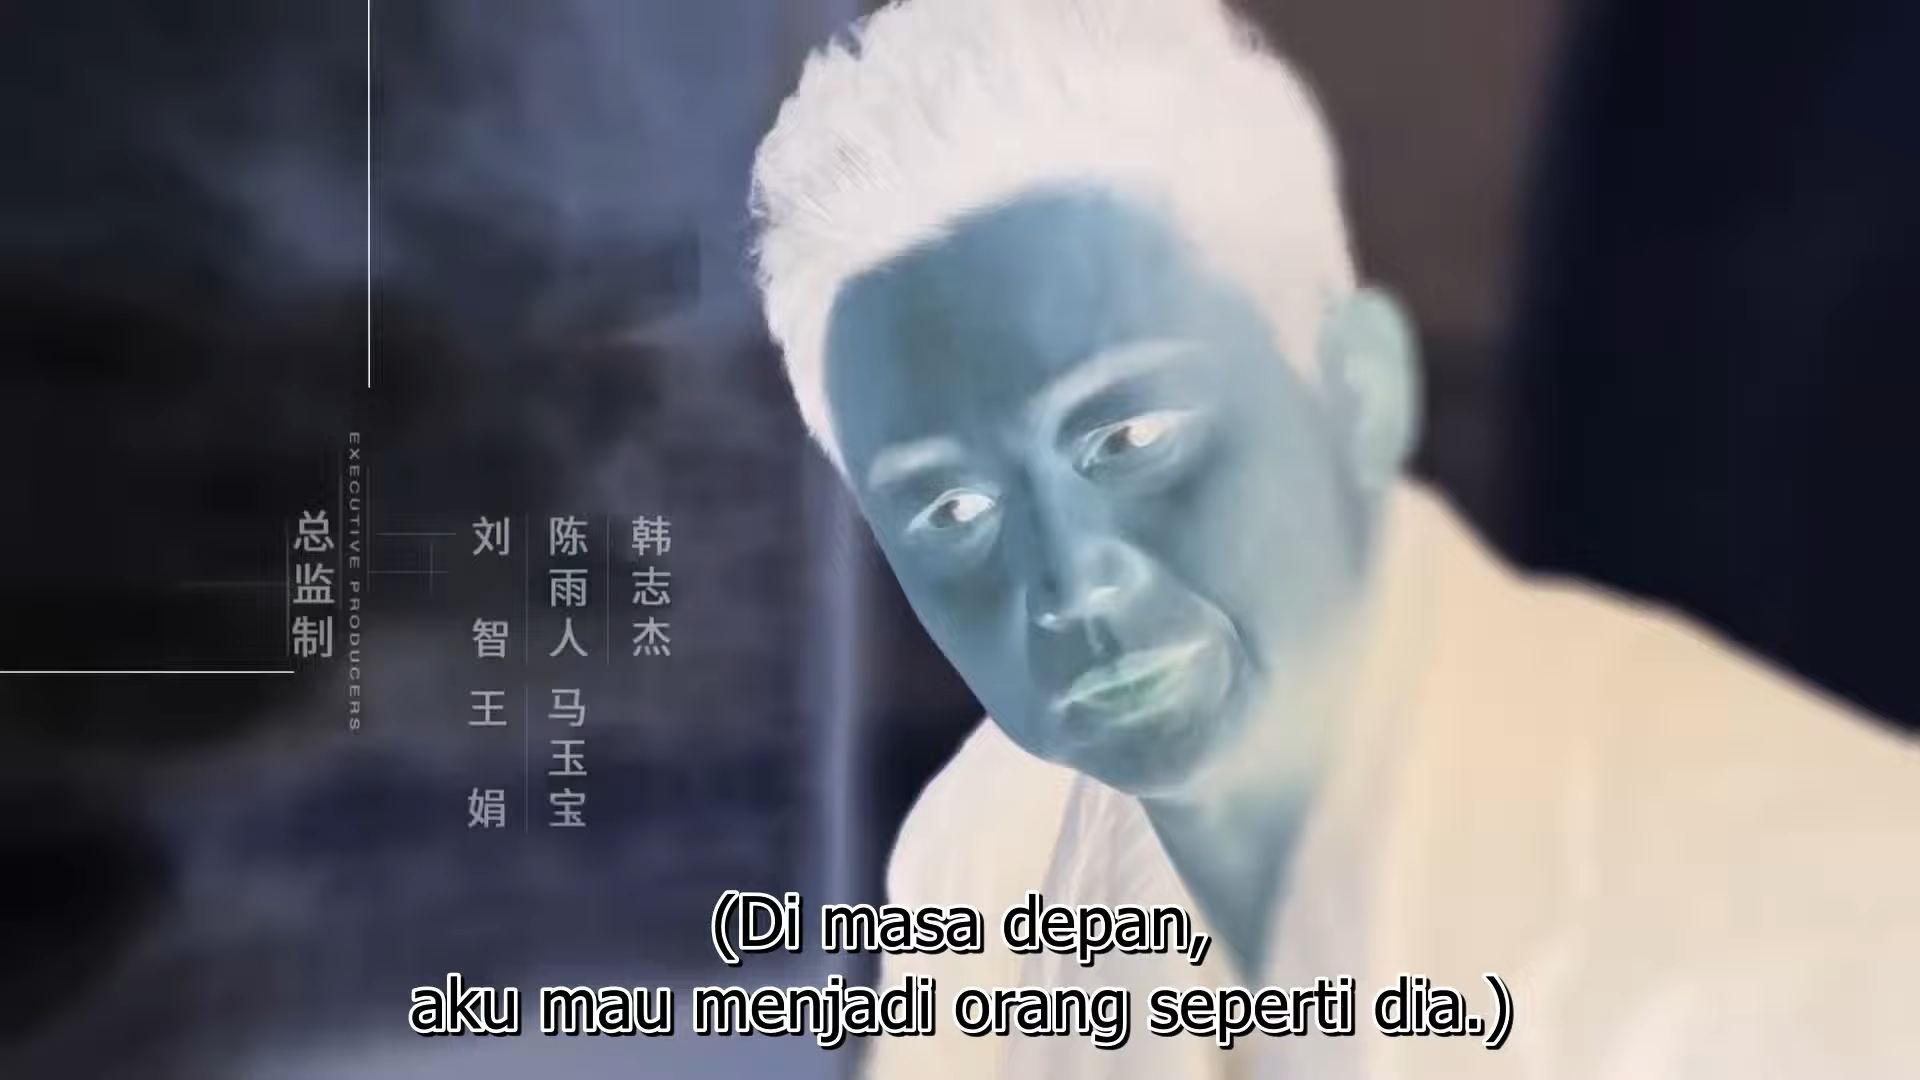 总监制
EXECUTIVE PRODUCERS
刘智
陈雨人
韩志杰
王娟
马玉宝
(Di masa depan,
aku mau menjadi orang seperti dia.)